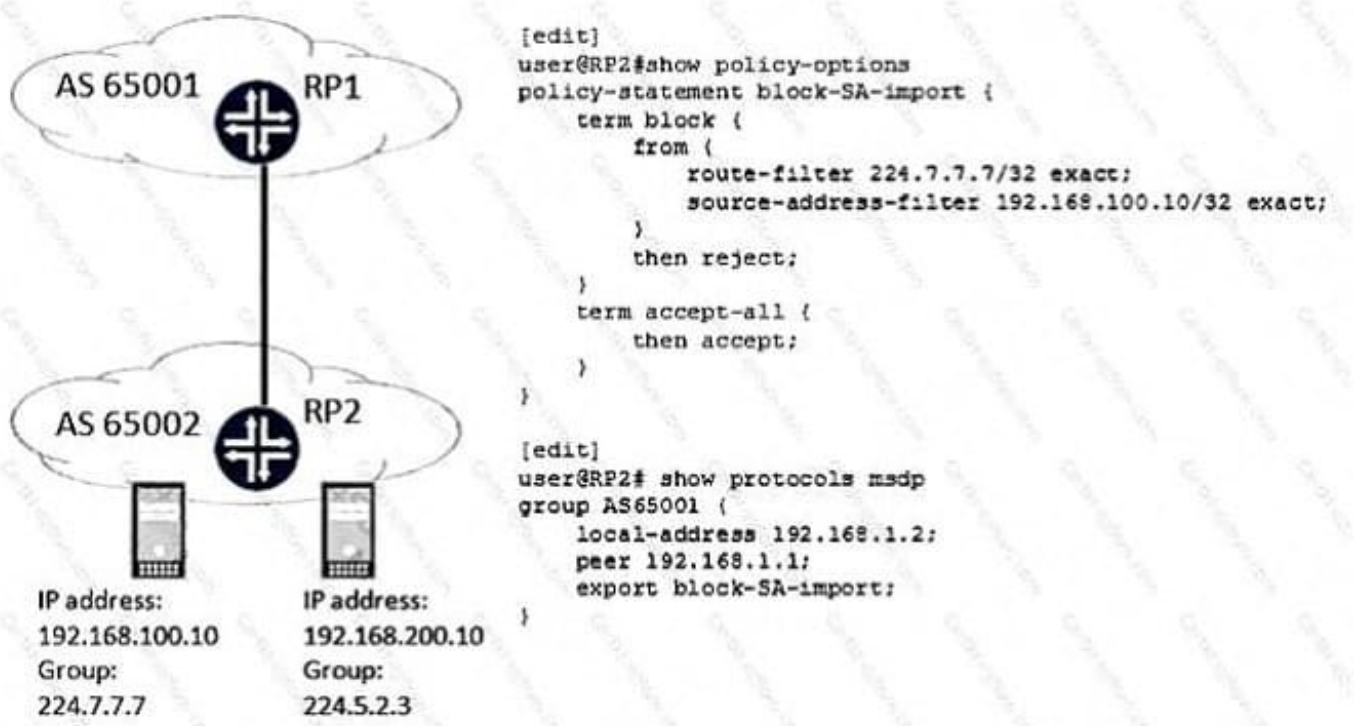 AS 65001
RP1
AS 65002
RP2
IP address:
192.168.100.10
Group:
224.7.7.7
IP address:
192.168.200.10
Group:
224.5.2.3
[edit]
user@RP2#show policy-options
policy-statement block-SA-import {
term block {
from {
route-filter 224.7.7.7/32 exact;
source-address-filter 192.168.100.10/32 exact;
}
then reject;
}
term accept-all {
then accept;
}
}
[edit]
user@RP2# show protocols msdp
group AS65001 {
local-address 192.168.1.2;
peer 192.168.1.1;
export block-SA-import;
}